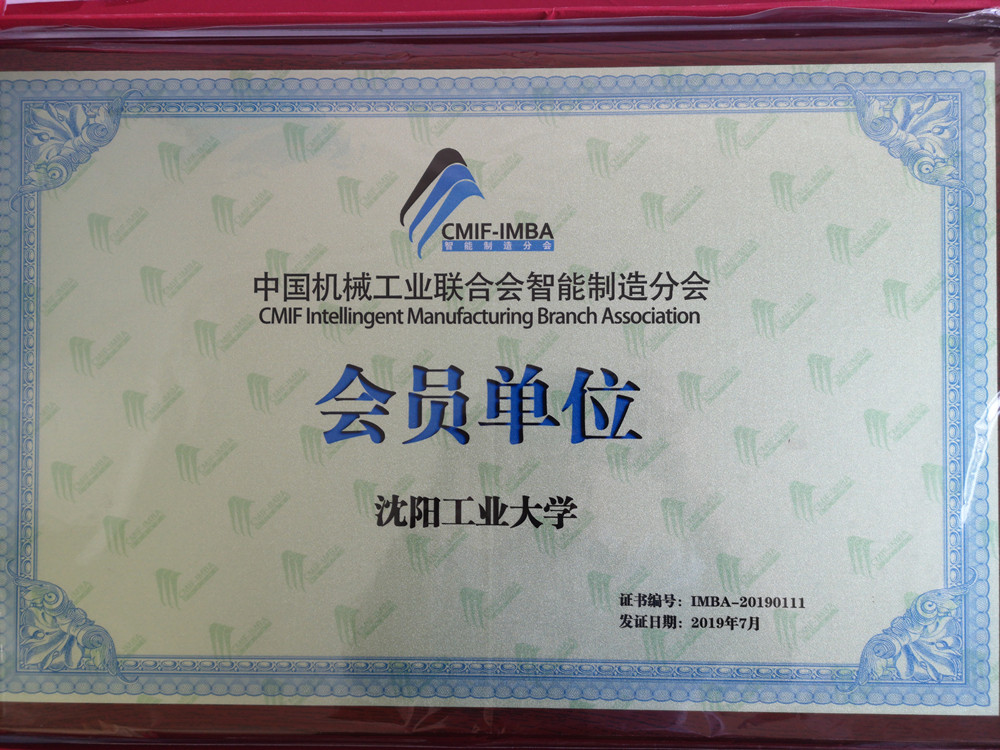 CMIF-IMBA
智能制造分会
中国机械工业联合会智能制造分会
CMIF Intellingent Manufacturing Branch Association
会员单位
沈阳工业大学
证书编号：IMBA-20190111
发证日期：2019年7月